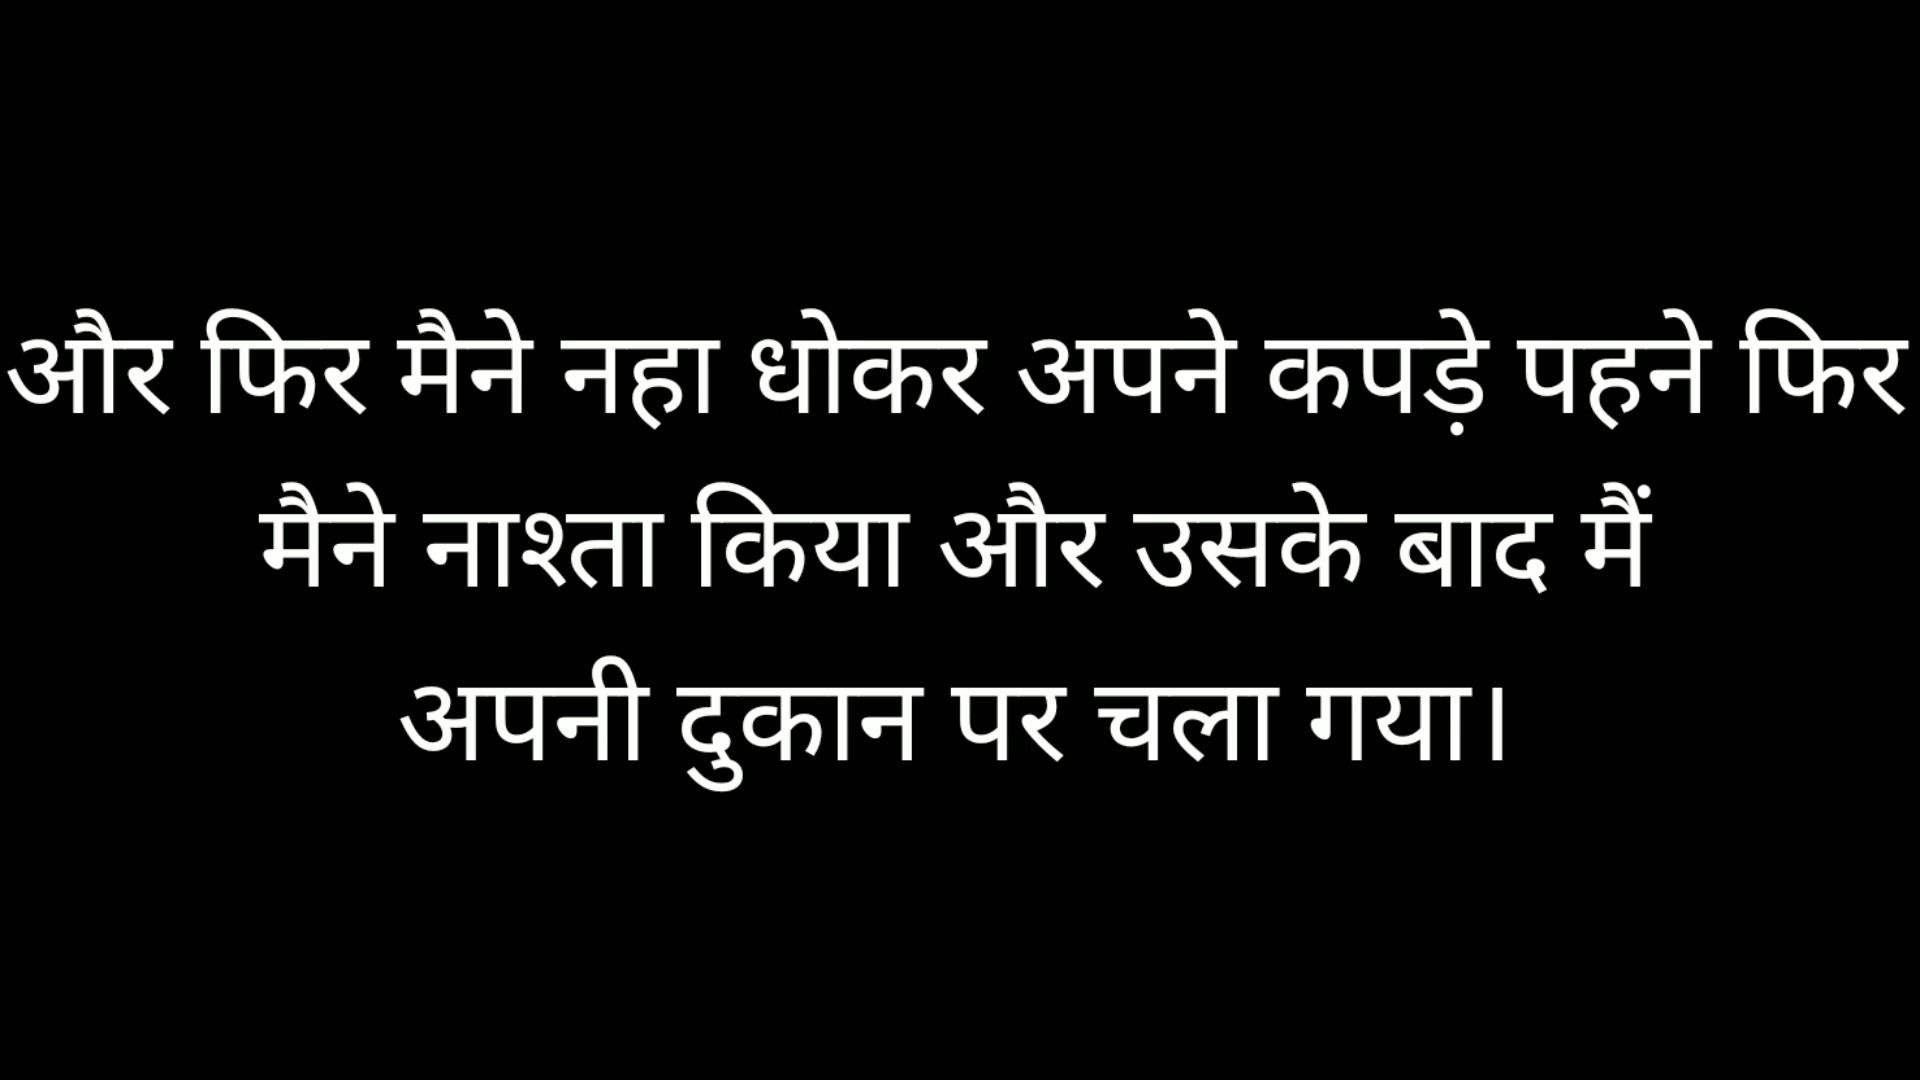 और फिर मैने नहा धोकर अपने कपड़े पहने फिर
मैने नाश्ता किया और उसके बाद मैं
अपनी दुकान पर चला गया।